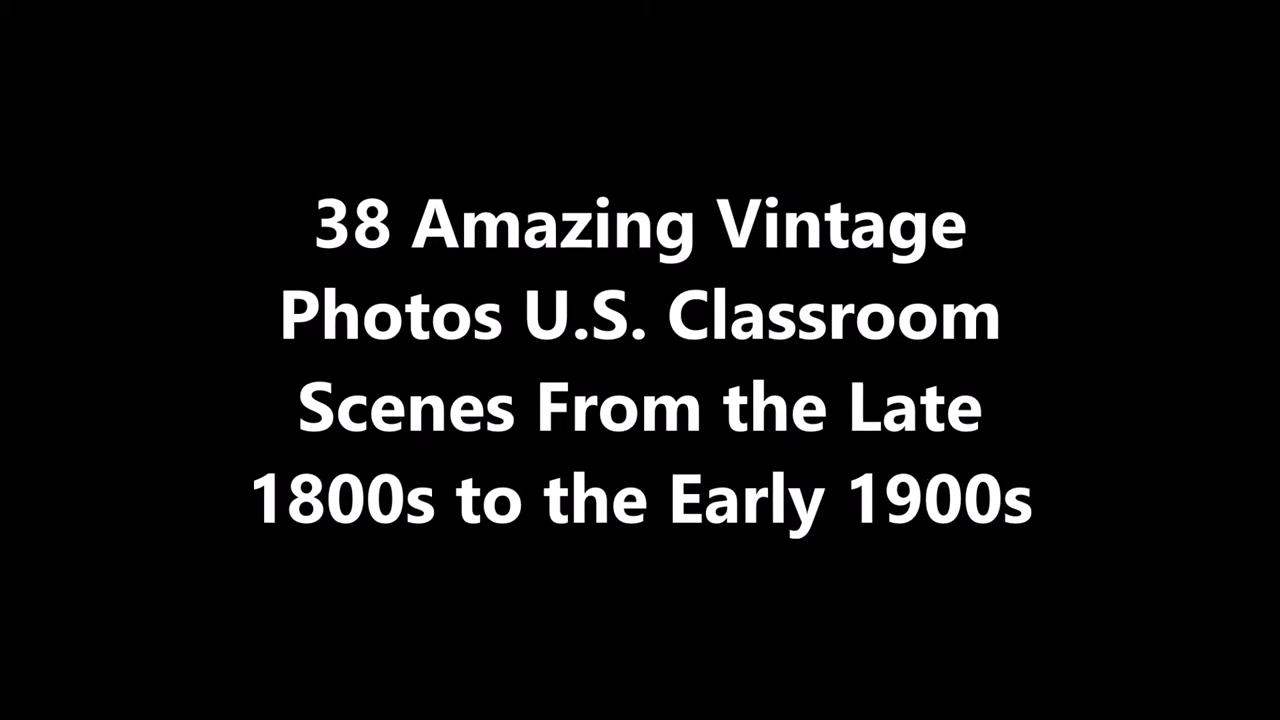 38 Amazing Vintage
Photos U.S. Classroom
Scenes From the Late
1800s to the Early 1900s